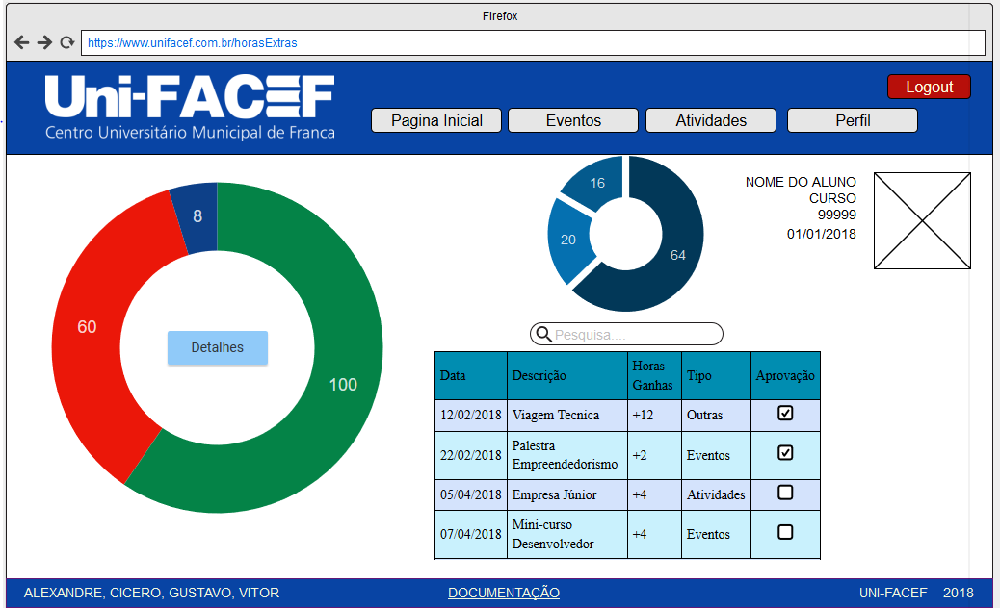 Firefox
https://www.unifacef.com.br/horasExtras
Uni-FACEF
Centro Universitário Municipal de Franca
Logout
Pagina Inicial
Eventos
Atividades
Perfil
8
60
100
Detalhes
16
20
64
NOME DO ALUNO
CURSO
99999
01/01/2018
Pesquisa....
Data Descrição Horas Ganhas Tipo Aprovação
12/02/2018 Viagem Tecnica +12 Outras
22/02/2018 Palestra Empreendedorismo +2 Eventos
05/04/2018 Empresa Júnior +4 Atividades
07/04/2018 Mini-curso Desenvolvedor +4 Eventos
ALEXANDRE, CICERO, GUSTAVO, VITOR
DOCUMENTAÇÃO
UNI-FACEF 2018